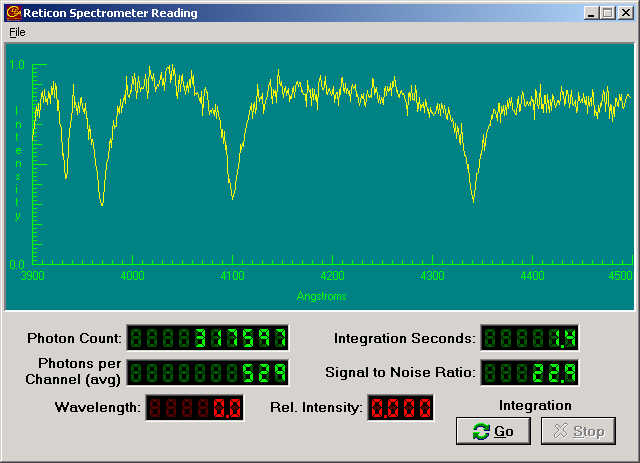 Reticon Spectrometer Reading
File
1.0
Intensity
0.0
3900 4000 4100 4200 4300 4400 4500
Angstroms
Photon Count: 317597
Integration Seconds: 1.4
Photons per
Channel (avg) 529
Signal to Noise Ratio: 22.9
Wavelength: 0.0
Rel. Intensity: 0.000
Integration
Go
Stop